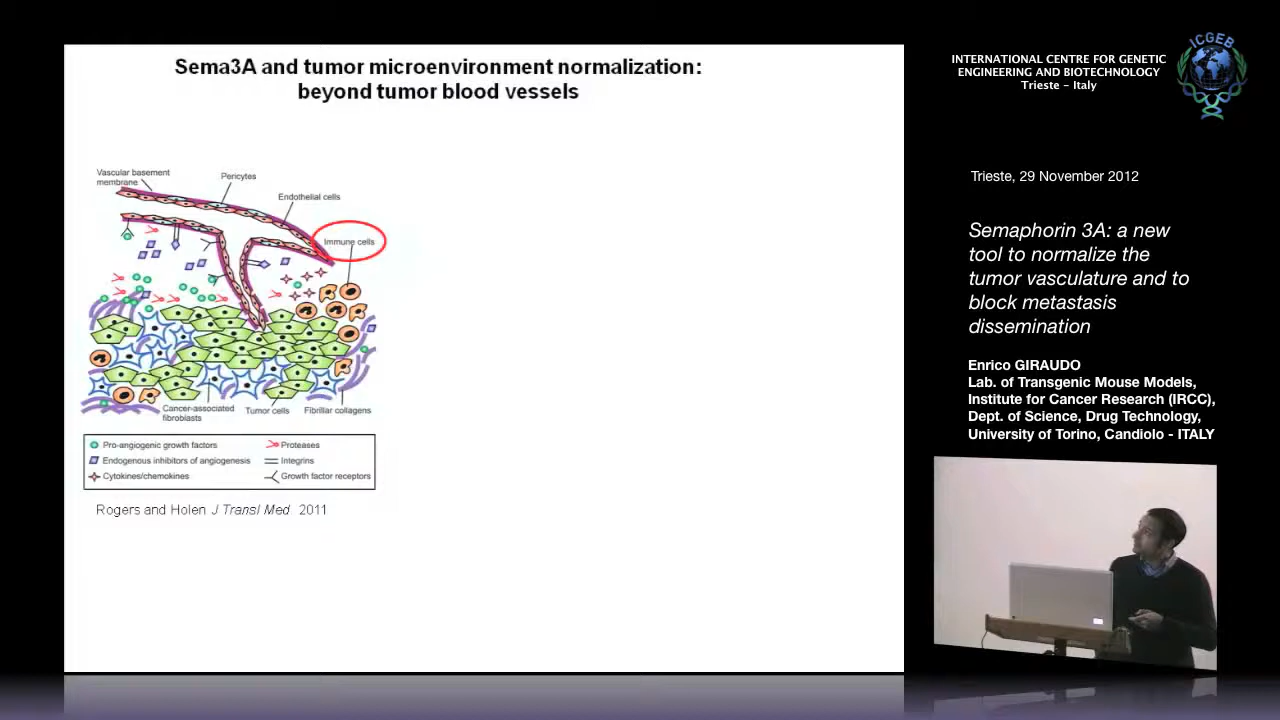 Sema3A and tumor microenvironment normalization:
beyond tumor blood vessels
Vascular basement
membrane
Pericytes
Endothelial cells
Immune cells
Cancer-associated
fibroblasts
Tumor cells
Fibrillar collagens
Pro-angiogenic growth factors
Proteases
Endogenous inhibitors of angiogenesis
Integrins
Cytokines/chemokines
Growth factor receptors
Rogers and Holen J Transl Med 2011
INTERNATIONAL CENTRE FOR GENETIC
ENGINEERING AND BIOTECHNOLOGY
Trieste - Italy
ICGEB
Trieste, 29 November 2012
Semaphorin 3A: a new
tool to normalize the
tumor vasculature and to
block metastasis
dissemination
Enrico GIRAUDO
Lab. of Transgenic Mouse Models,
Institute for Cancer Research (IRCC),
Dept. of Science, Drug Technology,
University of Torino, Candiolo - ITALY